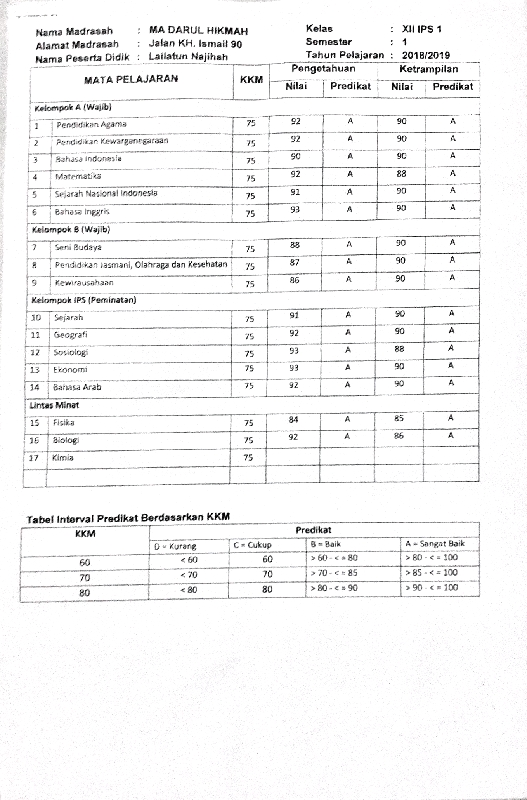 Nama Madrasah : MA DARUL HIKMAH Kelas : XII IPS 1
Alamat Madrasah : Jalan KH. Ismail 90 Semester : 1
Nama Peserta Didik : Lailatun Najihah Tahun Pelajaran : 2018/2019
MATA PELAJARAN KKM Pengetahuan Ketrampilan
Nilai Predikat Nilai Predikat
Kelompok A (Wajib)
1 Pendidikan Agama 75 92 A 90 A
2 Pendidikan Kewarganegaraan 75 92 A 90 A
3 Bahasa Indonesia 75 90 A 90 A
4 Matematika 75 92 A 88 A
5 Sejarah Nasional Indonesia 75 91 A 90 A
6 Bahasa Inggris 75 93 A 90 A
Kelompok B (Wajib)
7 Seni Budaya 75 88 A 90 A
8 Pendidikan Jasmani, Olahraga dan Kesehatan 75 87 A 90 A
9 Kewirausahaan 75 86 A 90 A
Kelompok IPS (Peminatan)
10 Sejarah 75 91 A 90 A
11 Geografi 75 92 A 90 A
12 Sosiologi 75 93 A 88 A
13 Ekonomi 75 93 A 90 A
14 Bahasa Arab 75 92 A 90 A
Lintas Minat
15 Fisika 75 84 A 85 A
16 Biologi 75 92 A 86 A
17 Kimia 75
Tabel Interval Predikat Berdasarkan KKM
KKM Predikat
D = Kurang C = Cukup B = Baik A = Sangat Baik
60 < 60 60 > 60 - < = 80 > 80 - < = 100
70 < 70 70 > 70 - < = 85 > 85 - < = 100
80 < 80 80 > 80 - < = 90 > 90 - < = 100